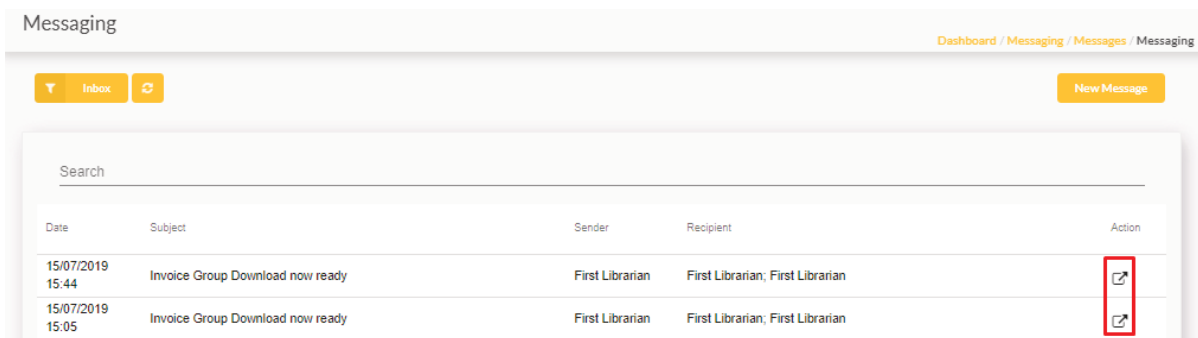 Messaging
Dashboard / Messaging / Messages / Messaging
Inbox
New Message
Search
Date Subject Sender Recipient Action
15/07/2019 15:44 Invoice Group Download now ready First Librarian First Librarian; First Librarian
15/07/2019 15:05 Invoice Group Download now ready First Librarian First Librarian; First Librarian